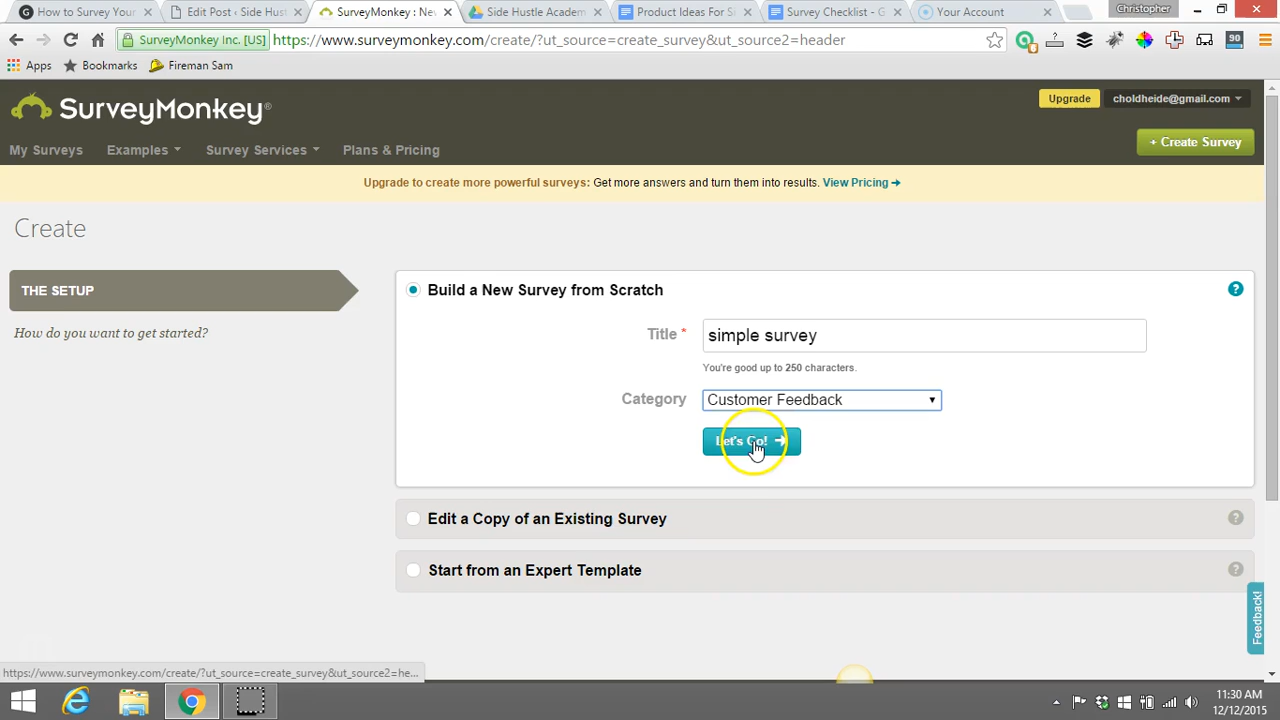 How to Survey Your
Edit Post ‹ Side Hust
SurveyMonkey : Ne
Side Hustle Academ
Product Ideas For S
Survey Checklist - G
Your Account
Christopher
SurveyMonkey Inc. [US]
https://www.surveymonkey.com/create/?ut_source=create_survey&ut_source2=header
90
Apps
Bookmarks
Fireman Sam
SurveyMonkey®
Upgrade
choldheide@gmail.com
My Surveys
Examples
Survey Services
Plans & Pricing
+ Create Survey
Upgrade to create more powerful surveys: Get more answers and turn them into results. View Pricing →
Create
THE SETUP
How do you want to get started?
Build a New Survey from Scratch
?
Title *
simple survey
You're good up to 250 characters.
Category
Customer Feedback
Let's Go! →
Edit a Copy of an Existing Survey
?
Start from an Expert Template
?
Feedback!
https://www.surveymonkey.com/create/?ut_source=create_survey&ut_source2=he...
11:30 AM
12/12/2015